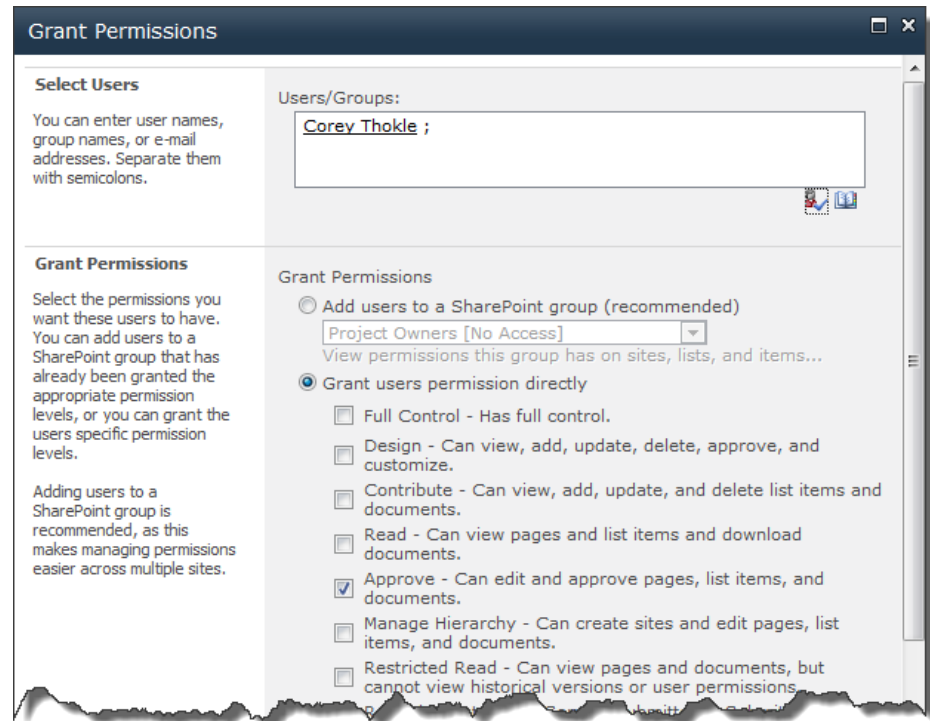 Grant Permissions
Select Users
You can enter user names,
group names, or e-mail
addresses. Separate them
with semicolons.
Users/Groups:
Corey Thokle ;
Grant Permissions
Select the permissions you
want these users to have.
You can add users to a
SharePoint group that has
already been granted the
appropriate permission
levels, or you can grant the
users specific permission
levels.
Adding users to a
SharePoint group is
recommended, as this
makes managing permissions
easier across multiple sites.
Grant Permissions
Add users to a SharePoint group (recommended)
Project Owners [No Access]
View permissions this group has on sites, lists, and items...
Grant users permission directly
Full Control - Has full control.
Design - Can view, add, update, delete, approve, and
customize.
Contribute - Can view, add, update, and delete list items and
documents.
Read - Can view pages and list items and download
documents.
Approve - Can edit and approve pages, list items, and
documents.
Manage Hierarchy - Can create sites and edit pages, list
items, and documents.
Restricted Read - Can view pages and documents, but
cannot view historical versions or user permissions